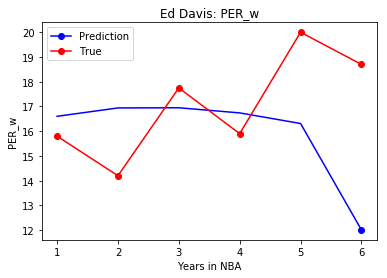 Ed Davis: PER_w
Prediction
True
PER_w
20
19
18
17
16
15
14
13
12
1 2 3 4 5 6
Years in NBA